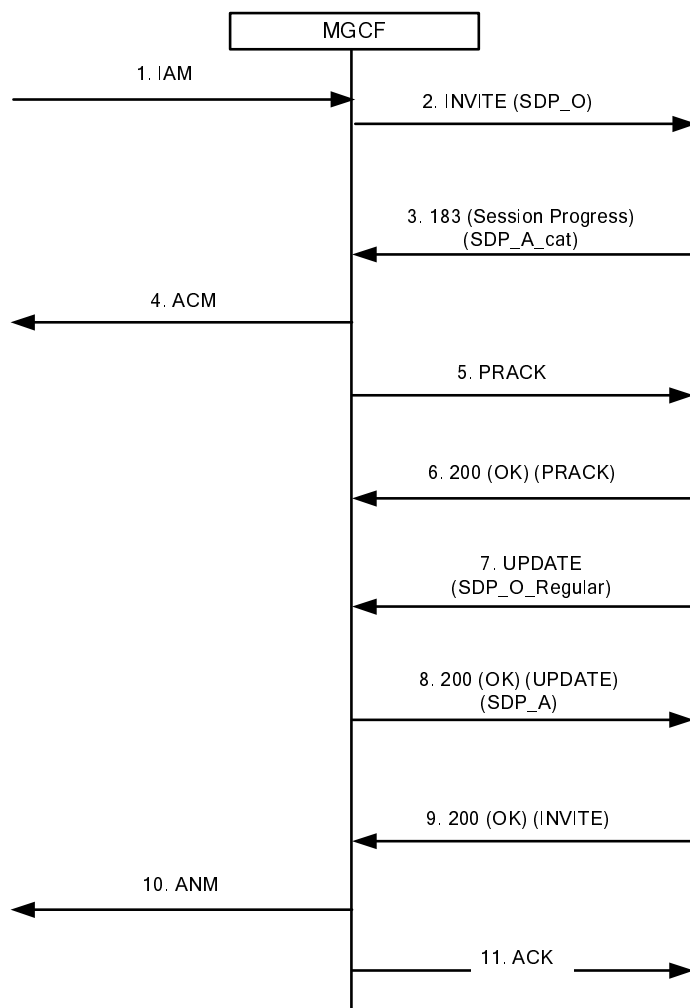 MGCF
1. IAM
2. INVITE (SDP_O)
3. 183 (Session Progress)
(SDP_A_cat)
4. ACM
5. PRACK
6. 200 (OK) (PRACK)
7. UPDATE
(SDP_O_Regular)
8. 200 (OK) (UPDATE)
(SDP_A)
9. 200 (OK) (INVITE)
10. ANM
11. ACK